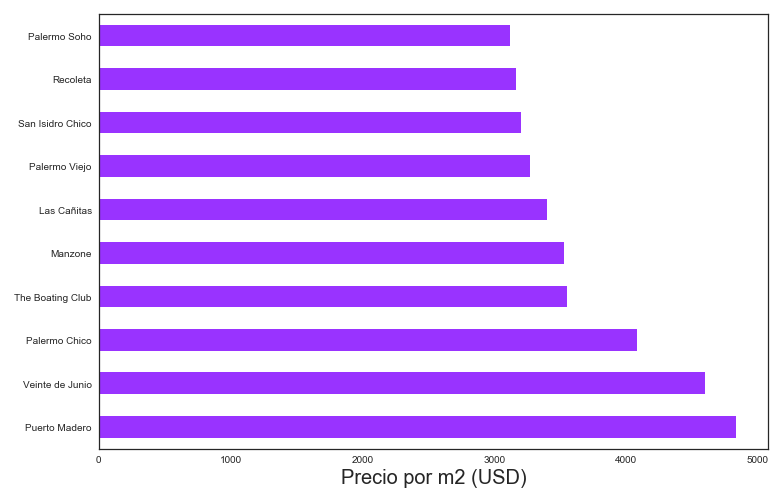 Palermo Soho
Recoleta
San Isidro Chico
Palermo Viejo
Las Cañitas
Manzone
The Boating Club
Palermo Chico
Veinte de Junio
Puerto Madero
0 1000 2000 3000 4000 5000
Precio por m2 (USD)